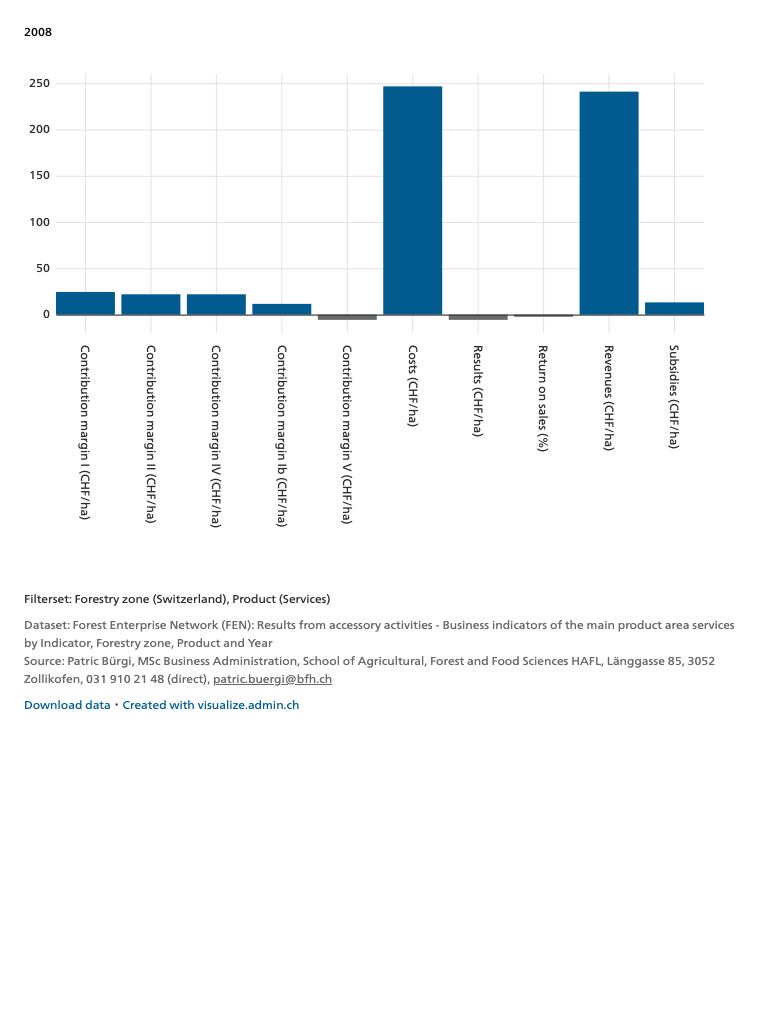 2008
250
200
150
100
50
0
Contribution margin I (CHF/ha)
Contribution margin II (CHF/ha)
Contribution margin IV (CHF/ha)
Contribution margin Ib (CHF/ha)
Contribution margin V (CHF/ha)
Costs (CHF/ha)
Results (CHF/ha)
Return on sales (%)
Revenues (CHF/ha)
Subsidies (CHF/ha)
Filterset: Forestry zone (Switzerland), Product (Services)
Dataset: Forest Enterprise Network (FEN): Results from accessory activities - Business indicators of the main product area services
by Indicator, Forestry zone, Product and Year
Source: Patric Bürgi, MSc Business Administration, School of Agricultural, Forest and Food Sciences HAFL, Länggasse 85, 3052
Zollikofen, 031 910 21 48 (direct), patric.buergi@bfh.ch
Download data • Created with visualize.admin.ch